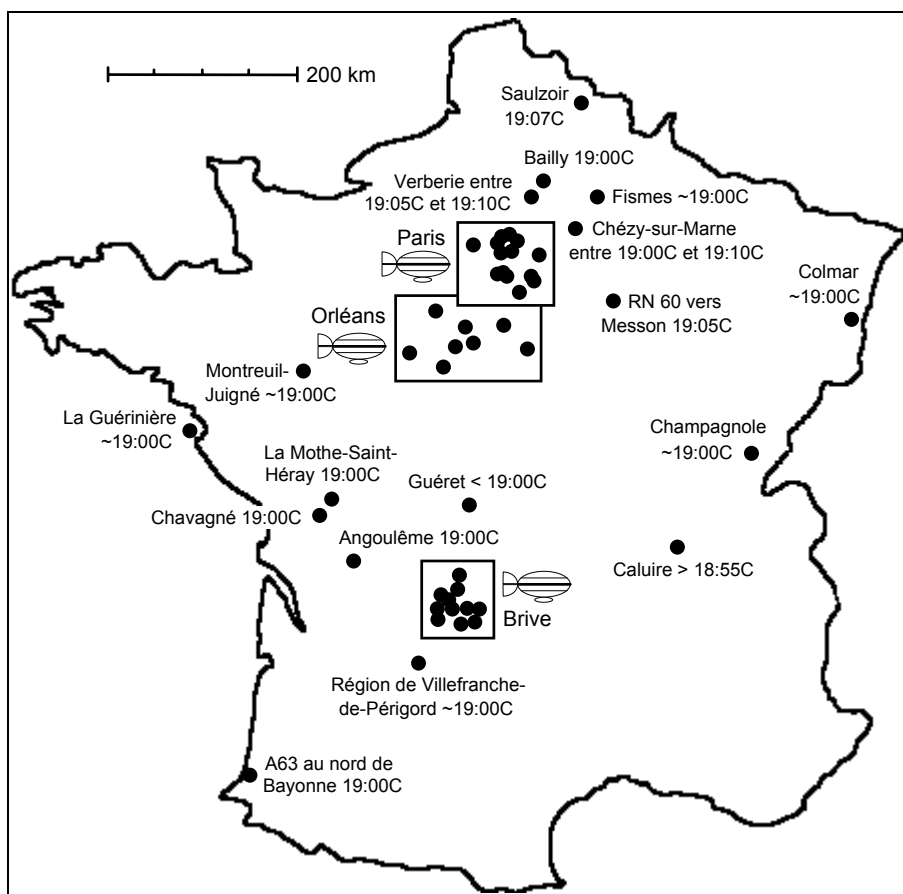 200 km
Saulzoir
19:07C
Bailly 19:00C
Verberie entre
19:05C et 19:10C
Fismes ~19:00C
Paris
Chézy-sur-Marne
entre 19:00C et 19:10C
Colmar
~19:00C
Orléans
RN 60 vers
Messon 19:05C
Montreuil-
Juigné ~19:00C
La Guérinière
~19:00C
Champagnole
~19:00C
La Mothe-Saint-
Héray 19:00C
Guéret < 19:00C
Chavagné 19:00C
Angoulême 19:00C
Caluire > 18:55C
Brive
Région de Villefranche-
de-Périgord ~19:00C
A63 au nord de
Bayonne 19:00C